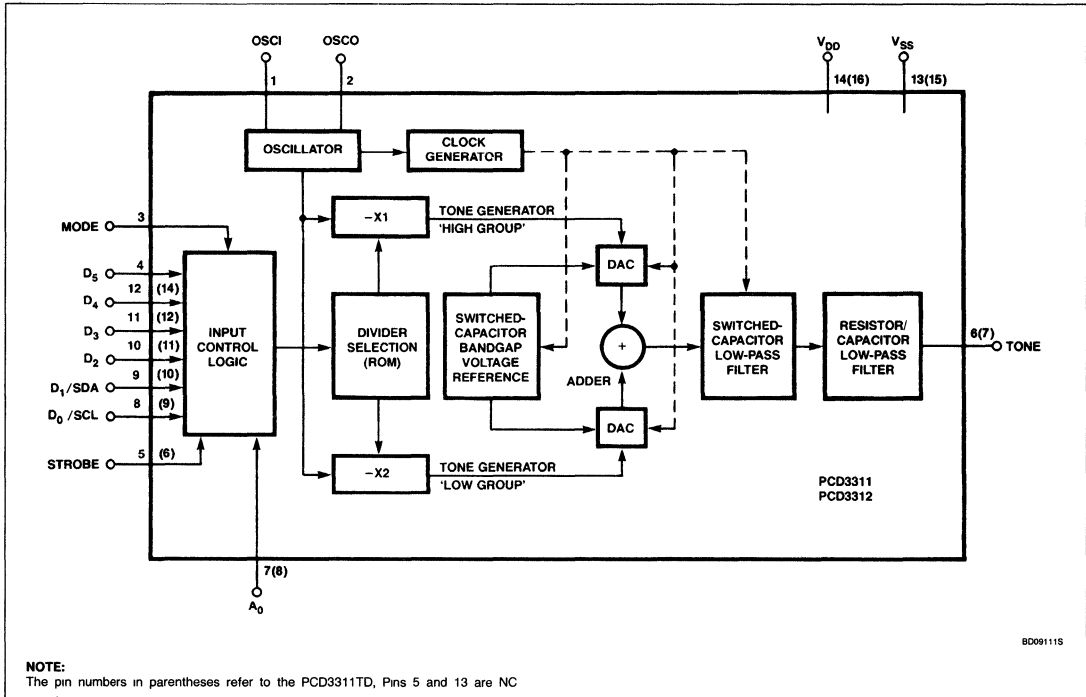 OSCI OSCO V_DD V_SS
1 2 14(16) 13(15)
OSCILLATOR
CLOCK
GENERATOR
–X1
TONE GENERATOR
'HIGH GROUP'
MODE 3
D5 4
D4 12 (14)
D3 11 (12)
D2 10 (11)
D1/SDA 9 (10)
D0/SCL 8 (9)
STROBE 5 (6)
INPUT
CONTROL
LOGIC
DIVIDER
SELECTION
(ROM)
SWITCHED-
CAPACITOR
BANDGAP
VOLTAGE
REFERENCE
DAC
+
ADDER
DAC
SWITCHED-
CAPACITOR
LOW-PASS
FILTER
RESISTOR/
CAPACITOR
LOW-PASS
FILTER
6(7)
TONE
–X2
TONE GENERATOR
'LOW GROUP'
PCD3311
PCD3312
7(8)
A0
BD09111S
NOTE:
The pin numbers in parentheses refer to the PCD3311TD, Pins 5 and 13 are NC